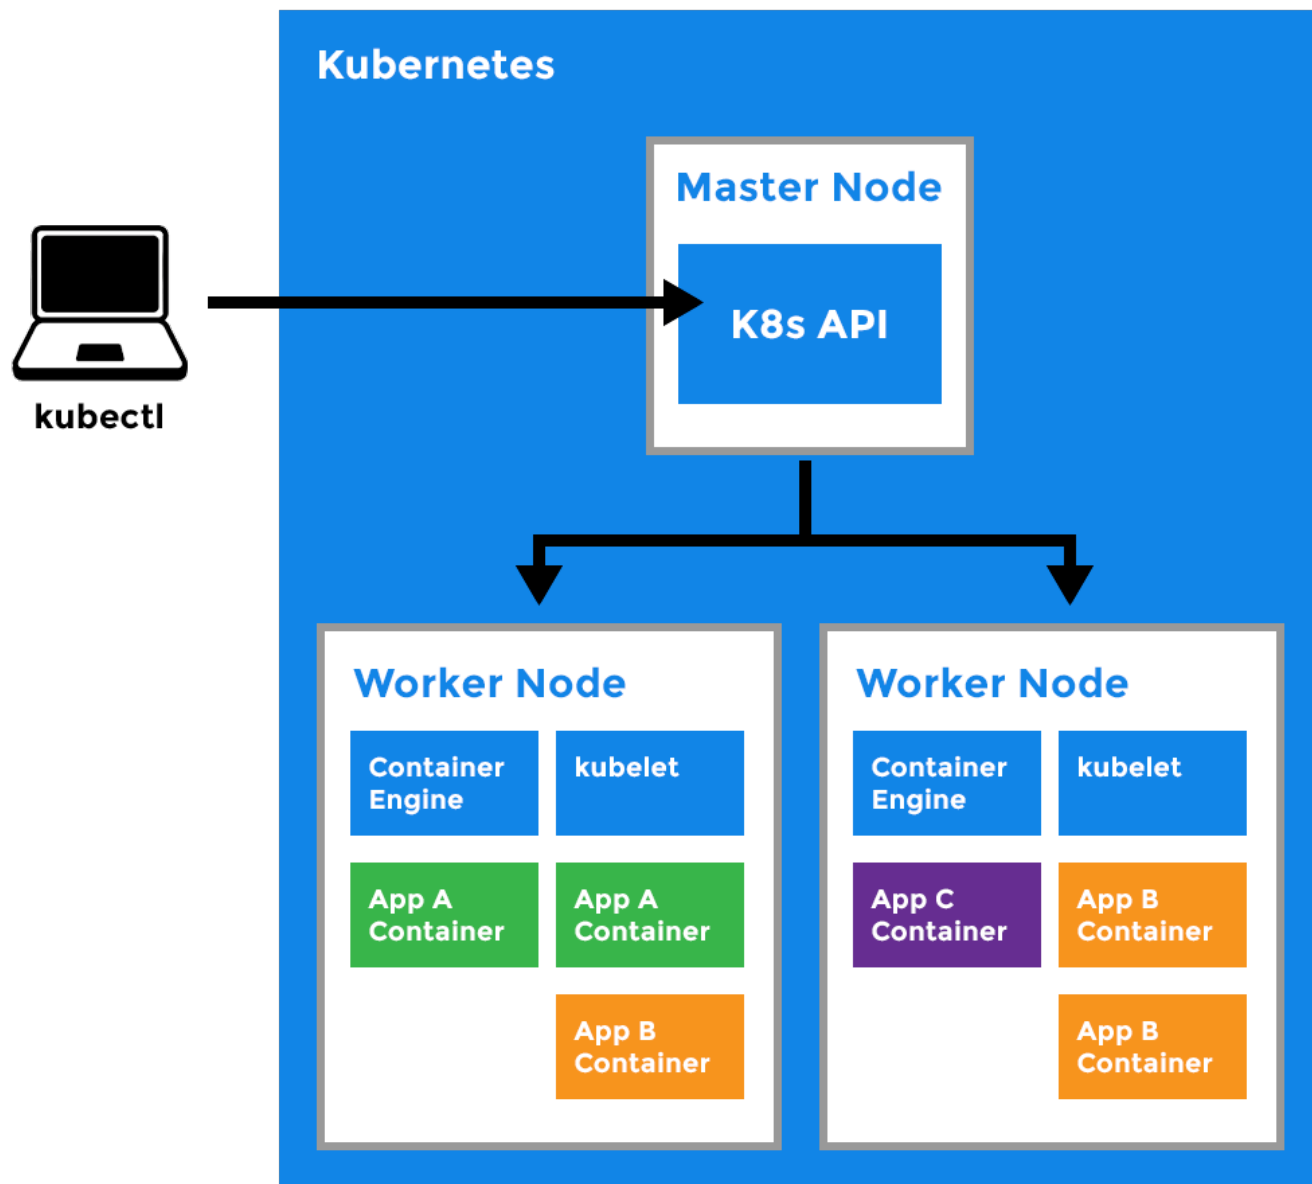 Kubernetes
Master Node
K8s API
kubectl
Worker Node
Container
Engine
kubelet
App A
Container
App A
Container
App B
Container
Worker Node
Container
Engine
kubelet
App C
Container
App B
Container
App B
Container